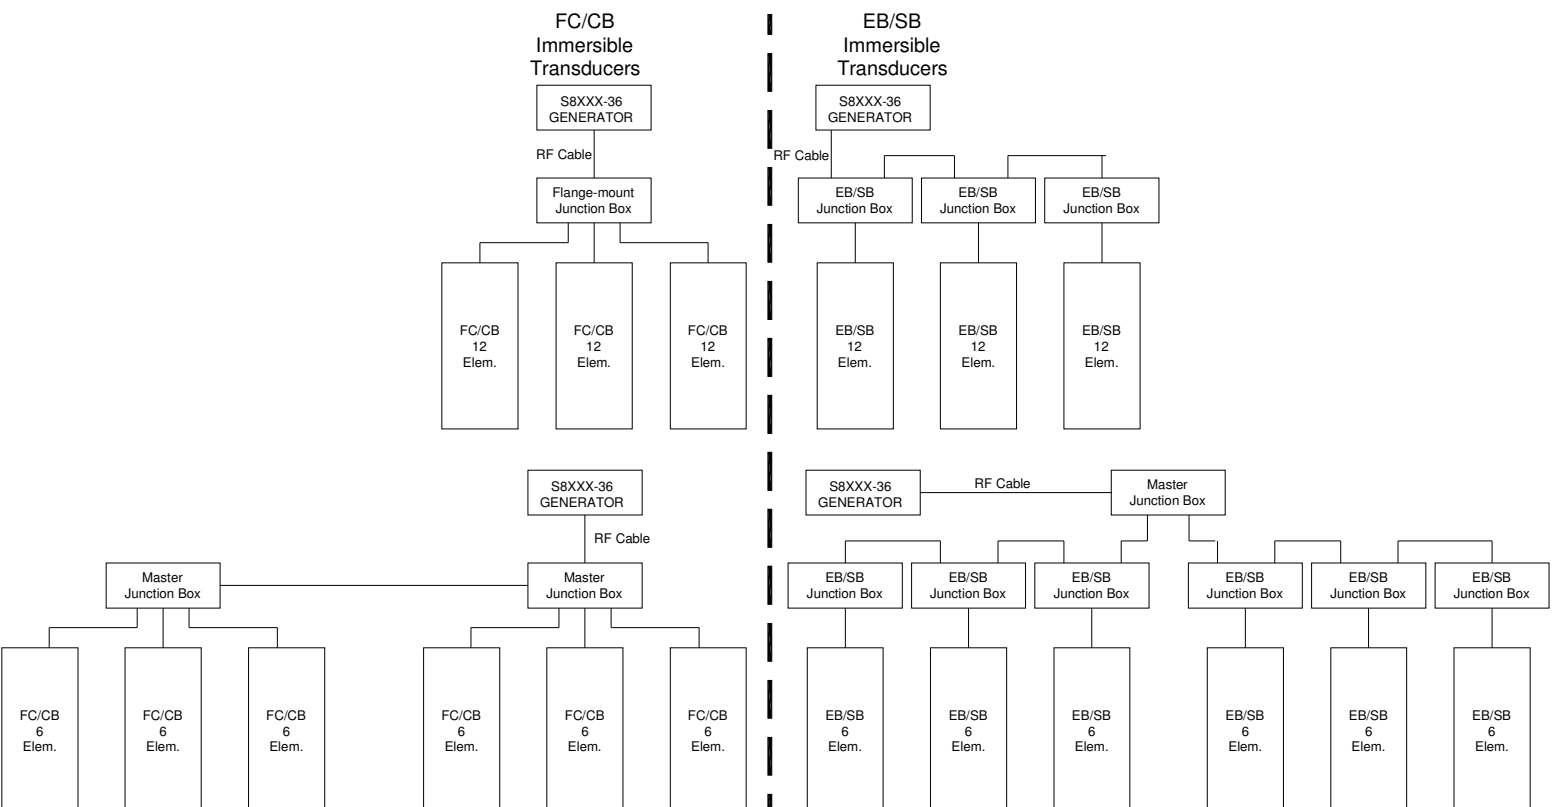 FC/CB
Immersible
Transducers
S8XXX-36
GENERATOR
RF Cable
Flange-mount
Junction Box
FC/CB
12
Elem.
FC/CB
12
Elem.
FC/CB
12
Elem.
S8XXX-36
GENERATOR
RF Cable
Master
Junction Box
Master
Junction Box
FC/CB
6
Elem.
FC/CB
6
Elem.
FC/CB
6
Elem.
FC/CB
6
Elem.
FC/CB
6
Elem.
FC/CB
6
Elem.
EB/SB
Immersible
Transducers
S8XXX-36
GENERATOR
RF Cable
EB/SB
Junction Box
EB/SB
Junction Box
EB/SB
Junction Box
EB/SB
12
Elem.
EB/SB
12
Elem.
EB/SB
12
Elem.
S8XXX-36
GENERATOR
RF Cable
Master
Junction Box
EB/SB
Junction Box
EB/SB
Junction Box
EB/SB
Junction Box
EB/SB
Junction Box
EB/SB
Junction Box
EB/SB
Junction Box
EB/SB
6
Elem.
EB/SB
6
Elem.
EB/SB
6
Elem.
EB/SB
6
Elem.
EB/SB
6
Elem.
EB/SB
6
Elem.